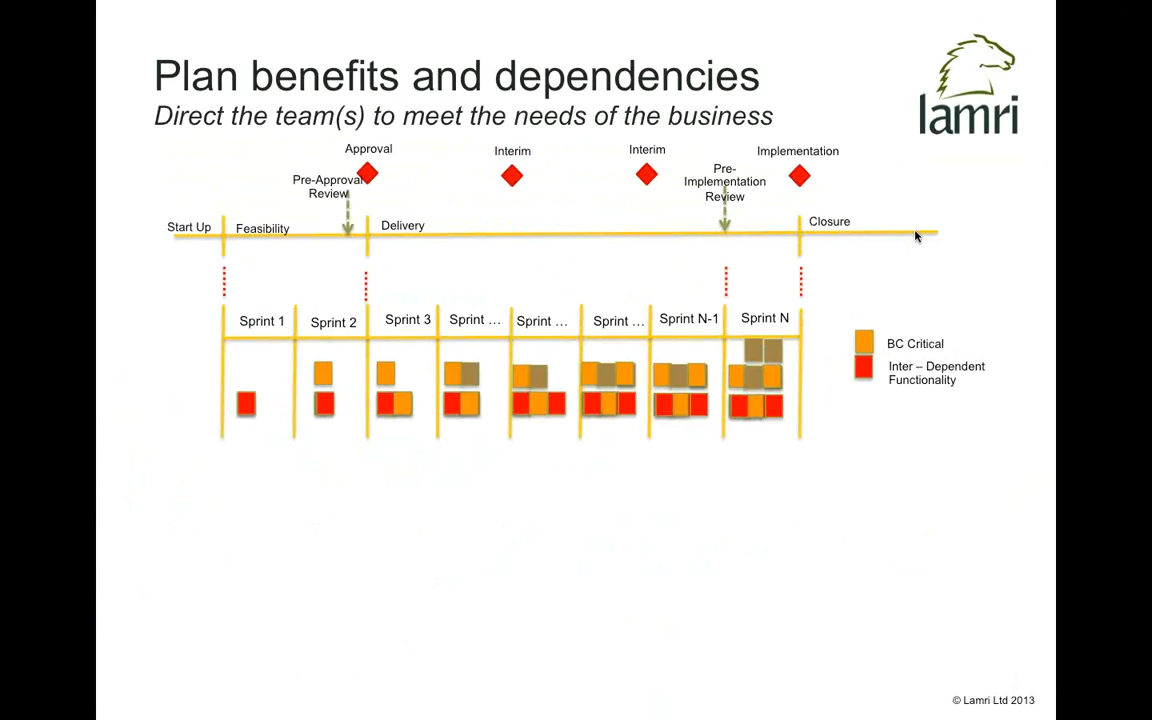 Plan benefits and dependencies
Direct the team(s) to meet the needs of the business
lamri
Approval
Interim
Interim
Implementation
Pre-Approval
Review
Pre-
Implementation
Review
Start Up
Feasibility
Delivery
Closure
Sprint 1
Sprint 2
Sprint 3
Sprint …
Sprint …
Sprint …
Sprint N-1
Sprint N
BC Critical
Inter – Dependent
Functionality
© Lamri Ltd 2013